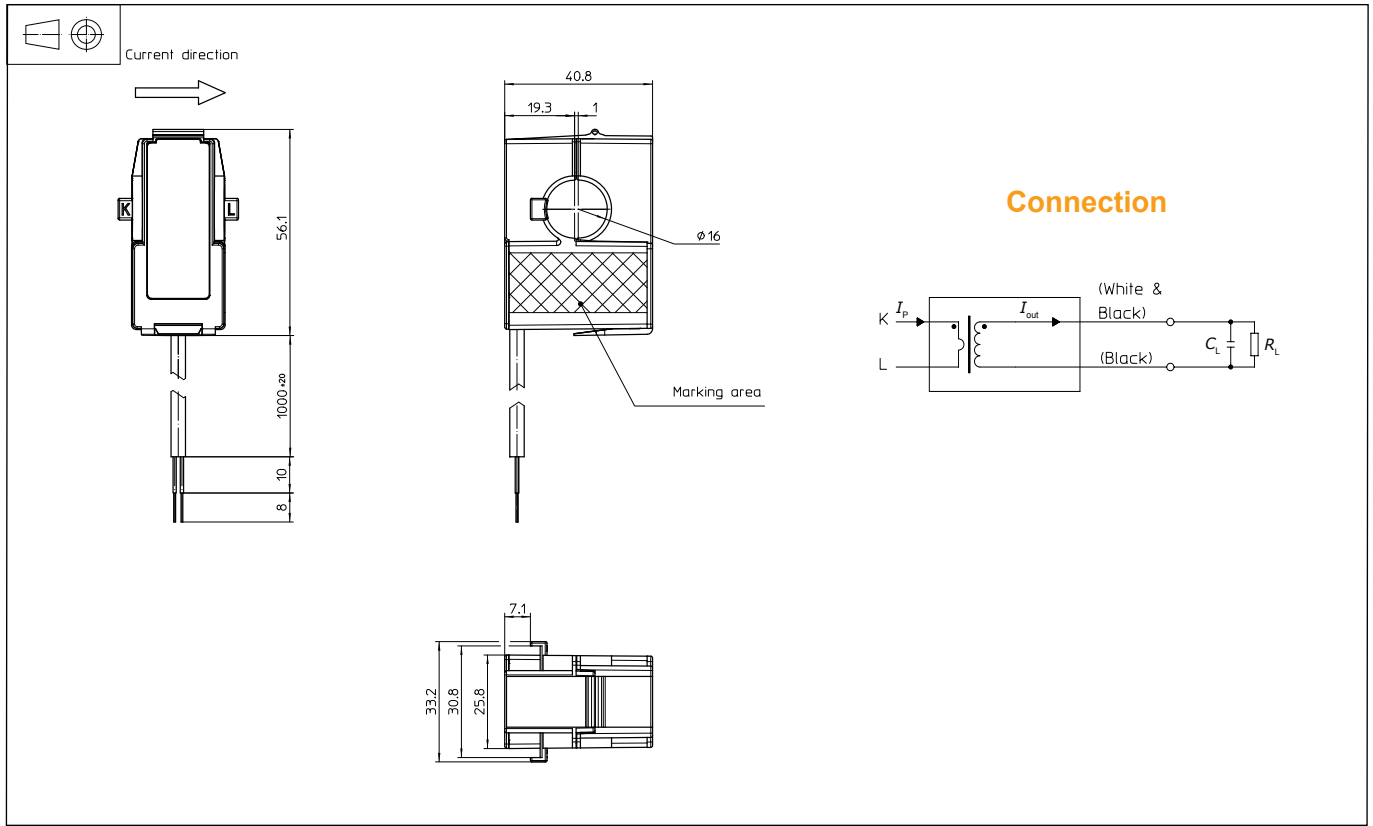 Current direction
40.8
19.3
1
K
L
56.1
ø 16
Marking area
1000 ±20
10
8
7.1
33.2
30.8
25.8
Connection
(White &
Black)
K
I_P
I_out
L
(Black)
C_L
R_L